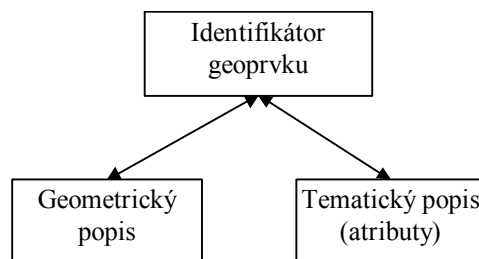 Identifikátor
geoprvku
Geometrický
popis
Tematický popis
(atributy)